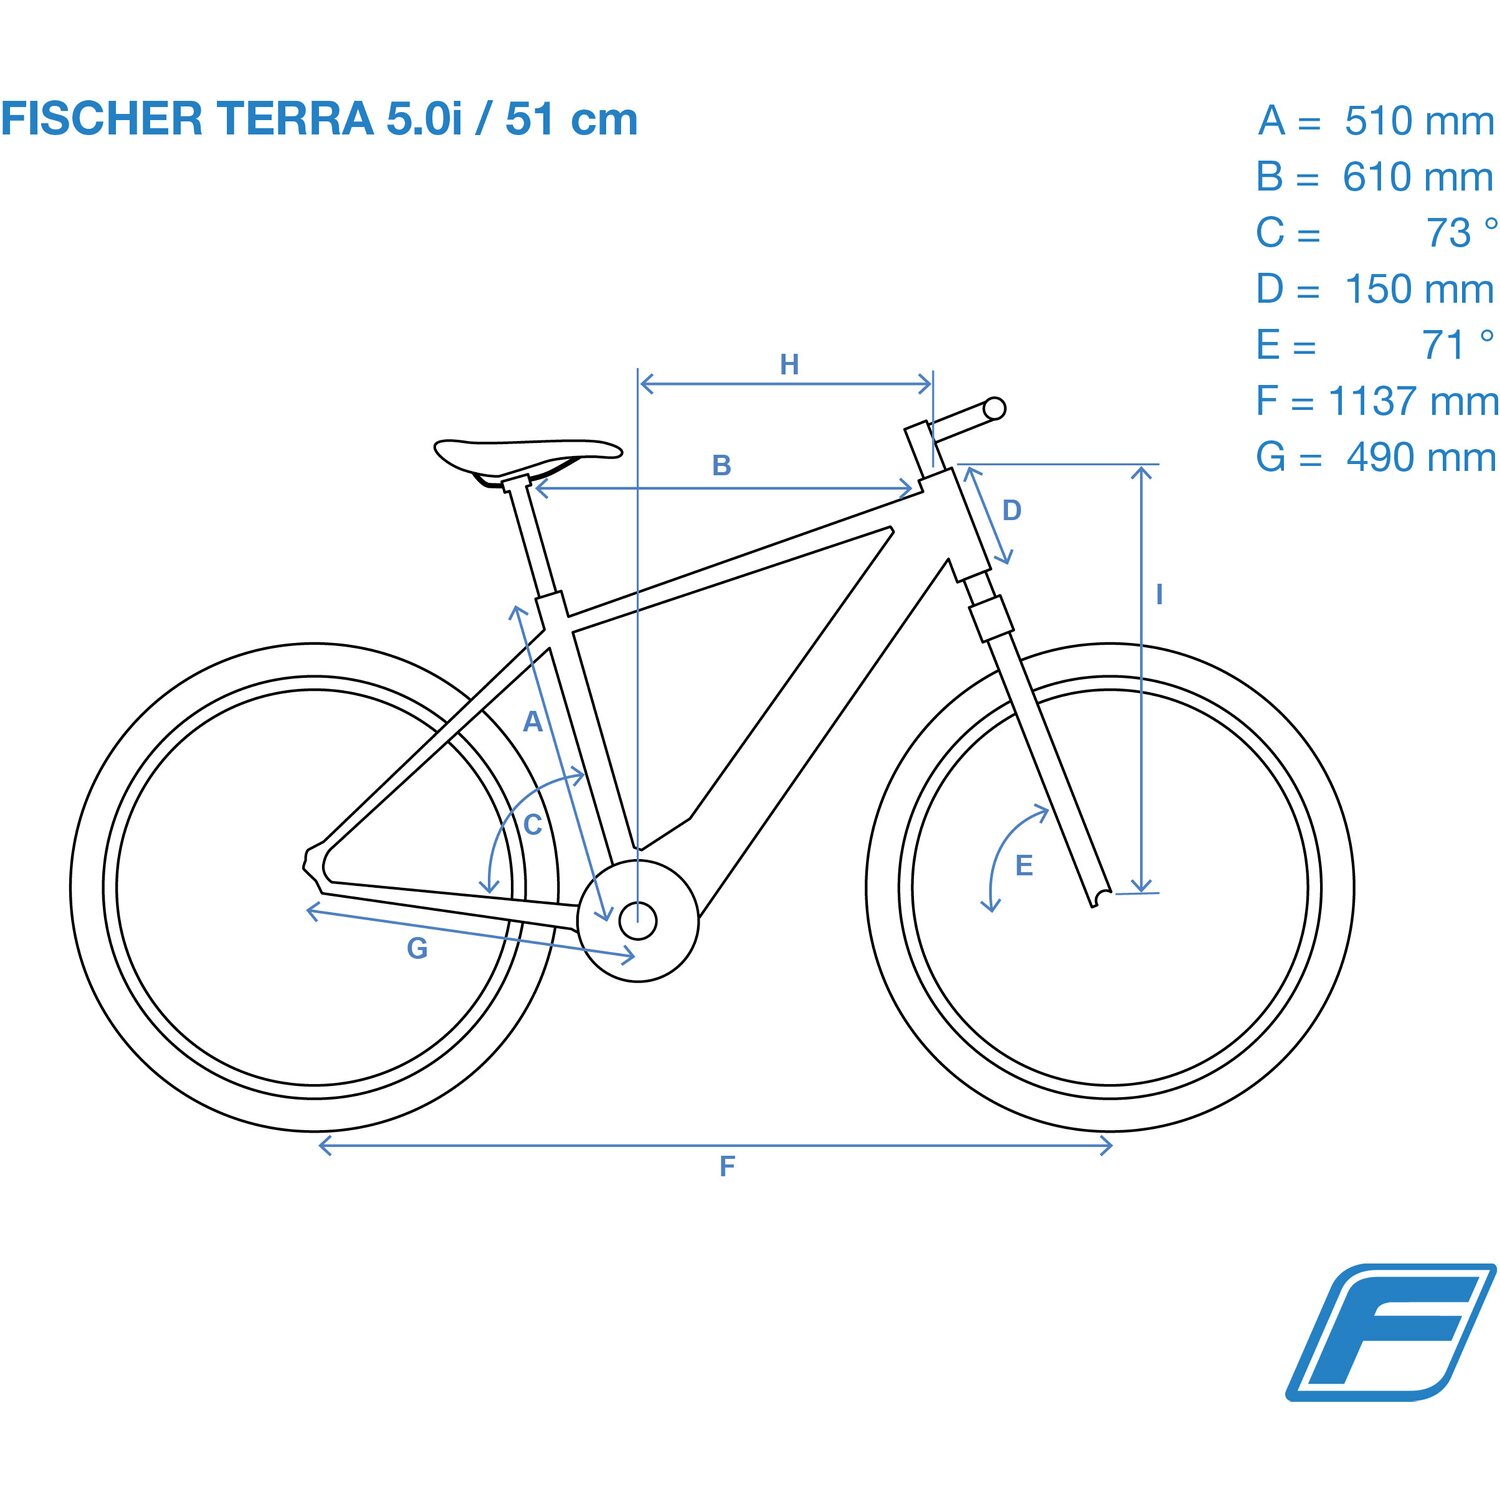 FISCHER TERRA 5.0i / 51 cm
A = 510 mm
B = 610 mm
C = 73 °
D = 150 mm
E = 71 °
F = 1137 mm
G = 490 mm
H
B
D
I
A
C
E
G
F
F